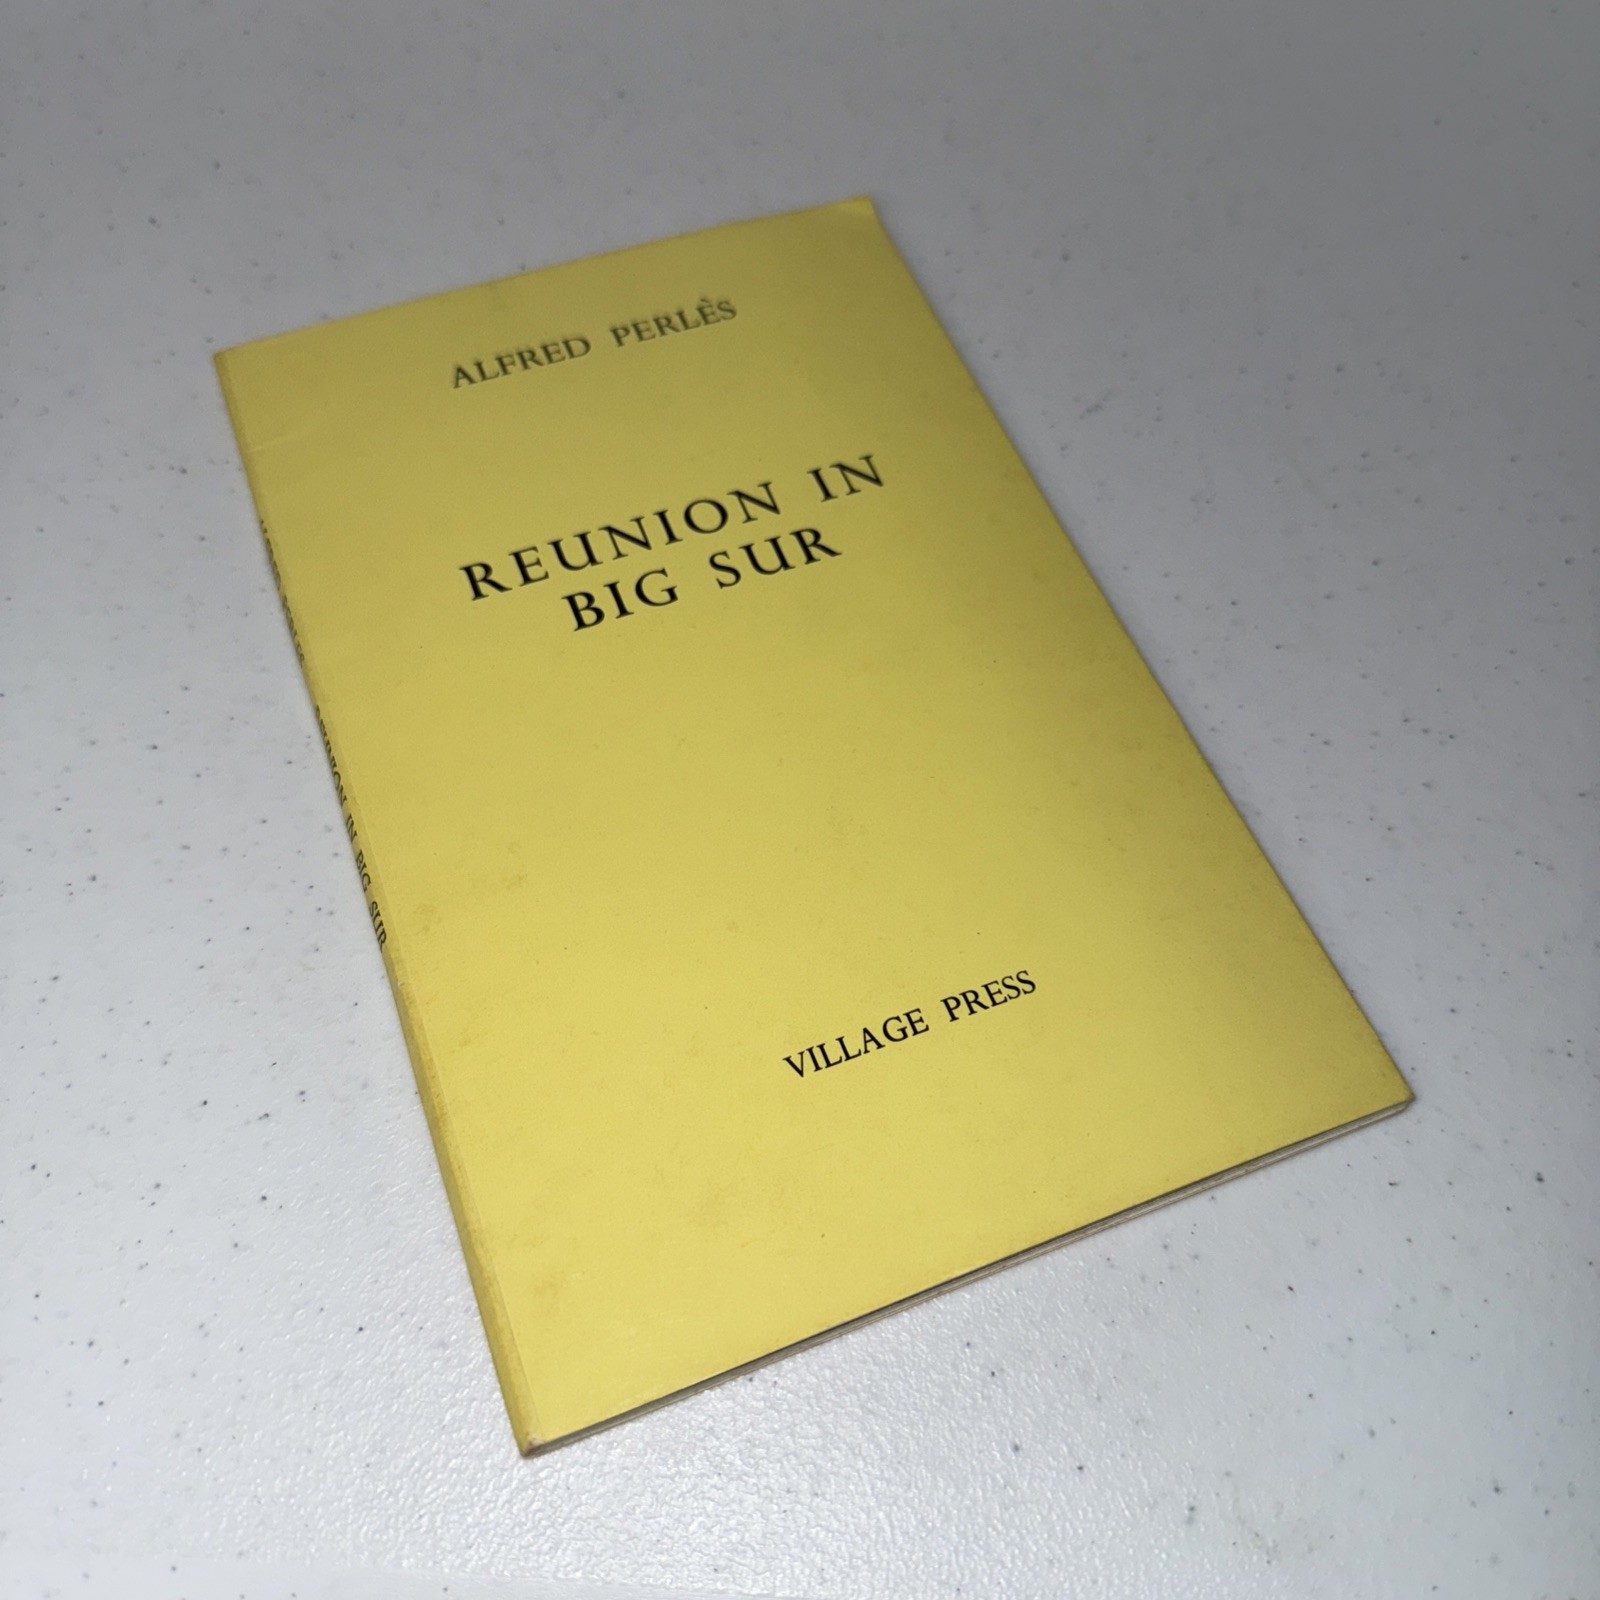 ALFRED PERLÈS
REUNION IN
BIG SUR
VILLAGE PRESS
REUNION IN BIG SUR